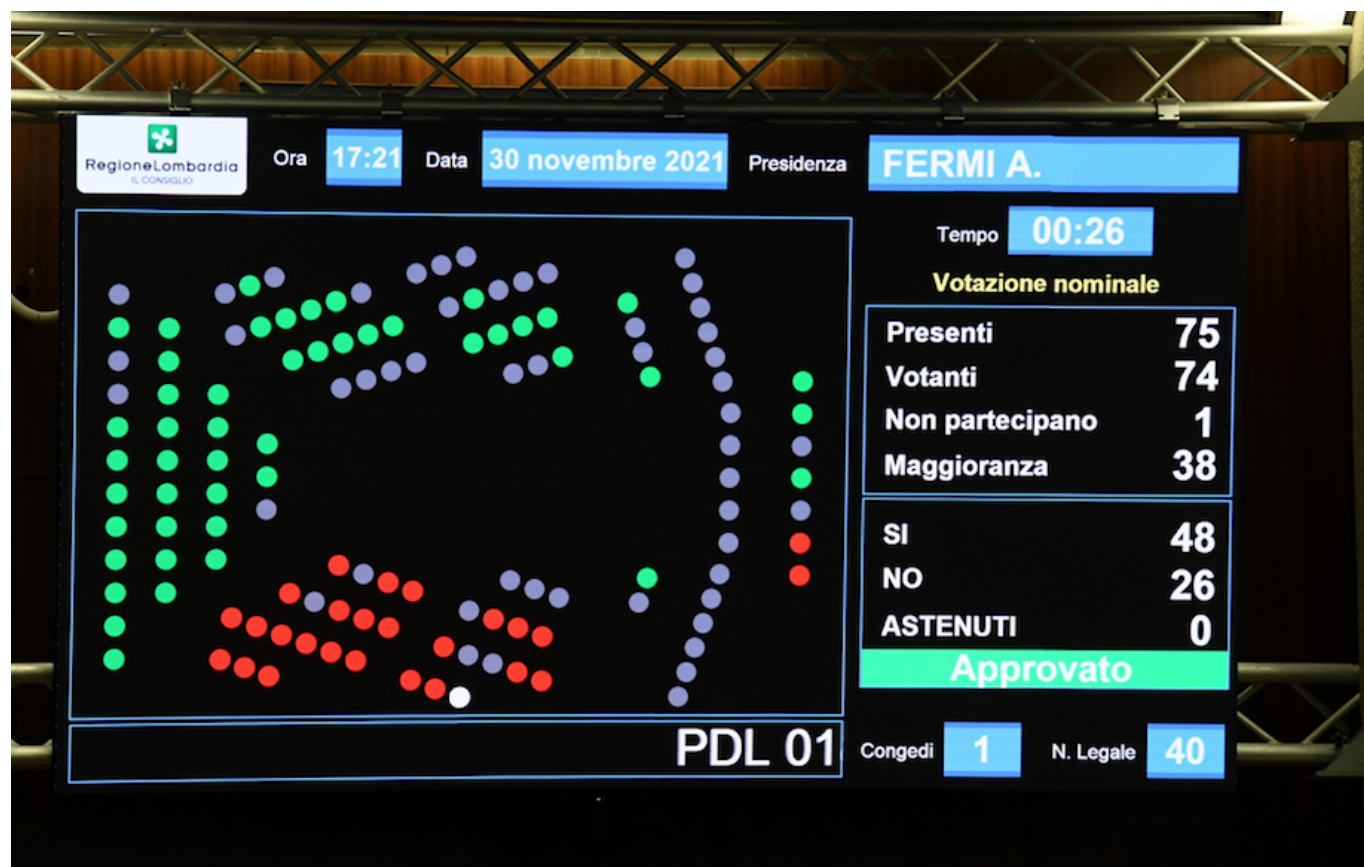 RegioneLombardia
IL CONSIGLIO
Ora 17:21 Data 30 novembre 2021 Presidenza FERMI A.
Tempo 00:26
Votazione nominale
Presenti 75
Votanti 74
Non partecipano 1
Maggioranza 38
SI 48
NO 26
ASTENUTI 0
Approvato
PDL 01
Congedi 1 N. Legale 40